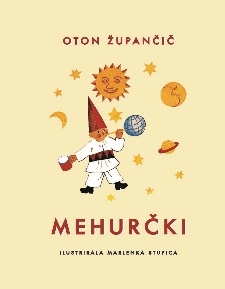 OTON ŽUPANČIČ
MEHURČKI
ILUSTRIRALA MARLENKA STUPICA